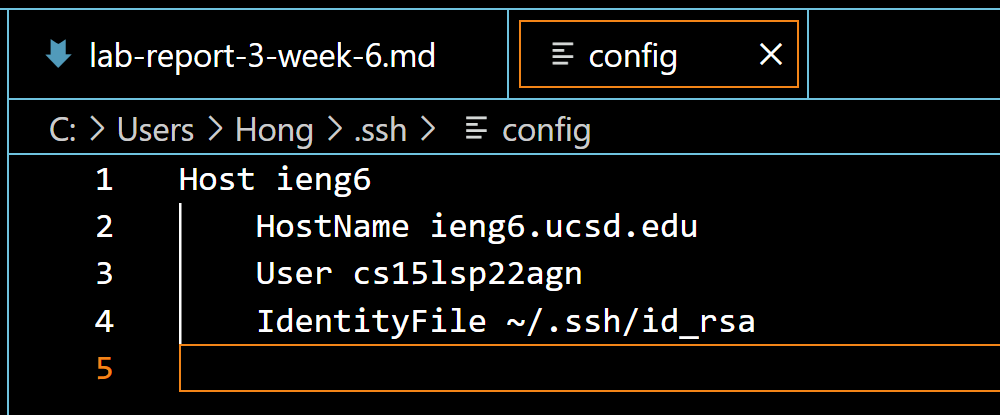 lab-report-3-week-6.md config
C: > Users > Hong > .ssh > config
1 Host ieng6
2 HostName ieng6.ucsd.edu
3 User cs15lsp22agn
4 IdentityFile ~/.ssh/id_rsa
5